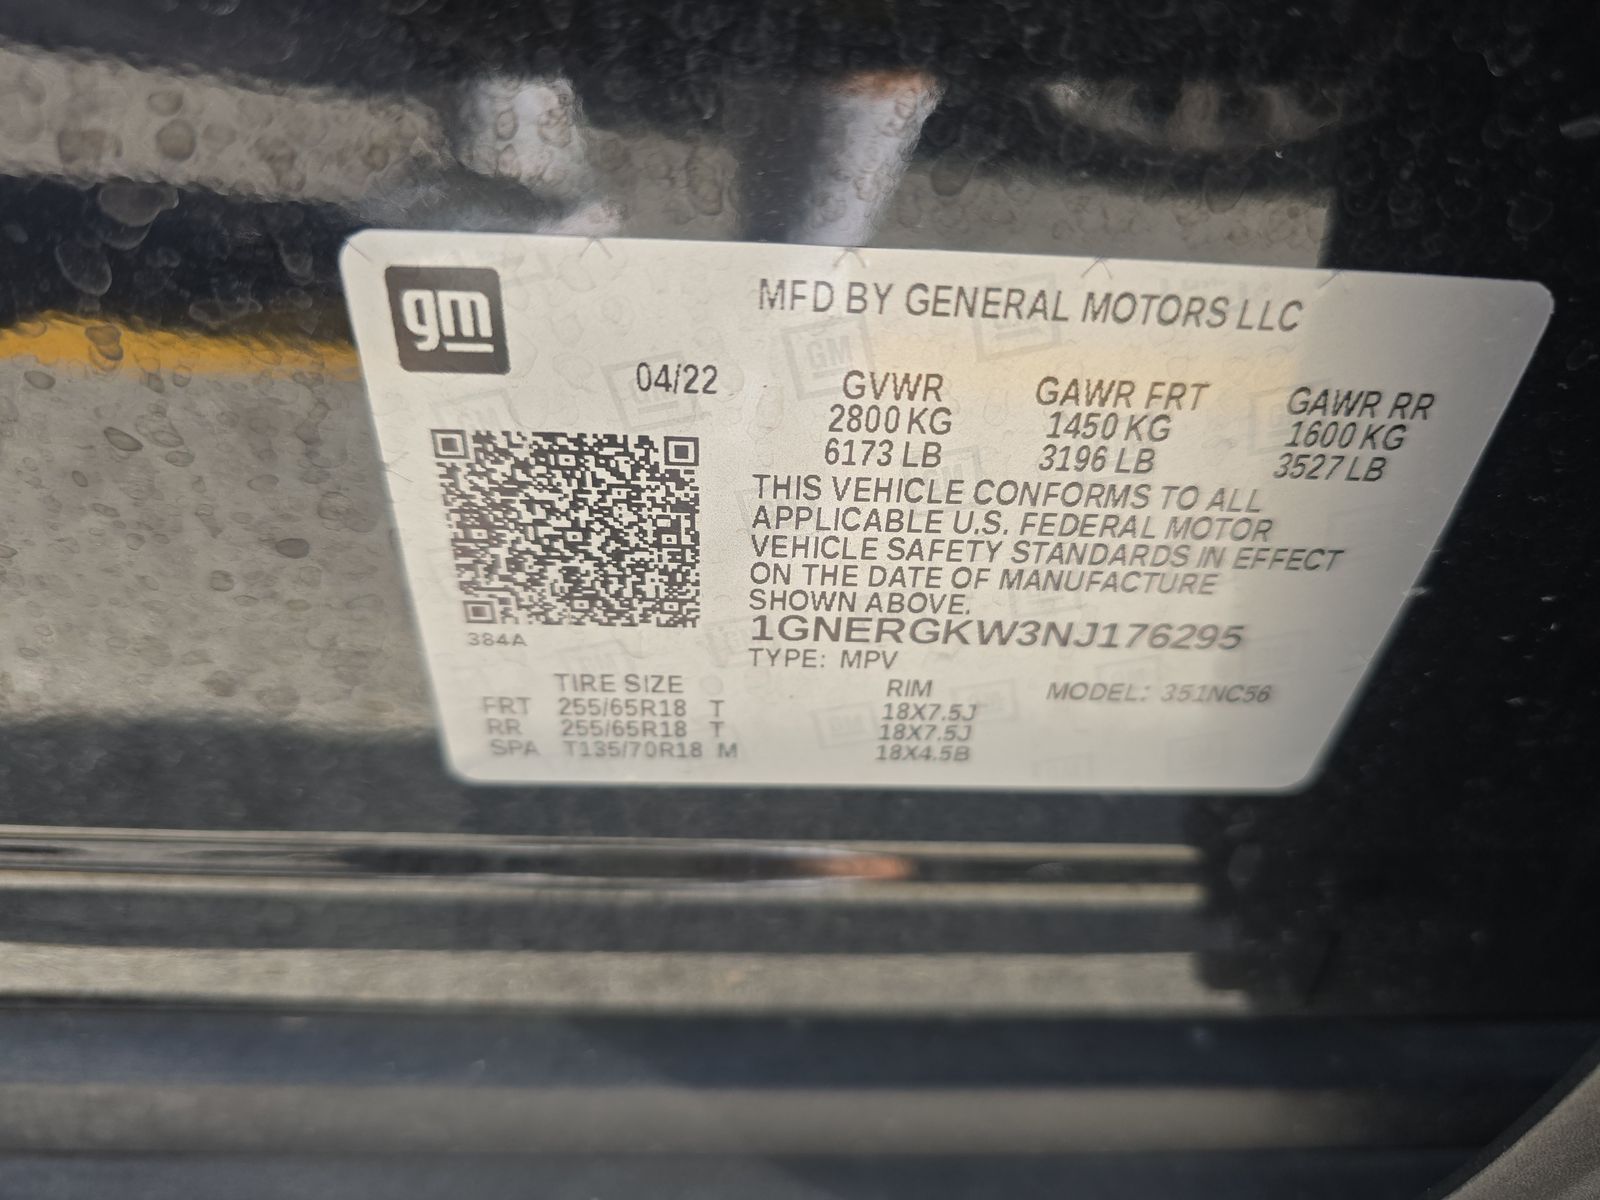 gm
MFD BY GENERAL MOTORS LLC
04/22
GVWR GAWR FRT GAWR RR
2800 KG 1450 KG 1600 KG
6173 LB 3196 LB 3527 LB
THIS VEHICLE CONFORMS TO ALL
APPLICABLE U.S. FEDERAL MOTOR
VEHICLE SAFETY STANDARDS IN EFFECT
ON THE DATE OF MANUFACTURE
SHOWN ABOVE.
1GNERGKW3NJ176295
384A
TYPE: MPV
TIRE SIZE RIM MODEL: 351NC56
FRT 255/65R18 T 18X7.5J
RR 255/65R18 T 18X7.5J
SPA T135/70R18 M 18X4.5B